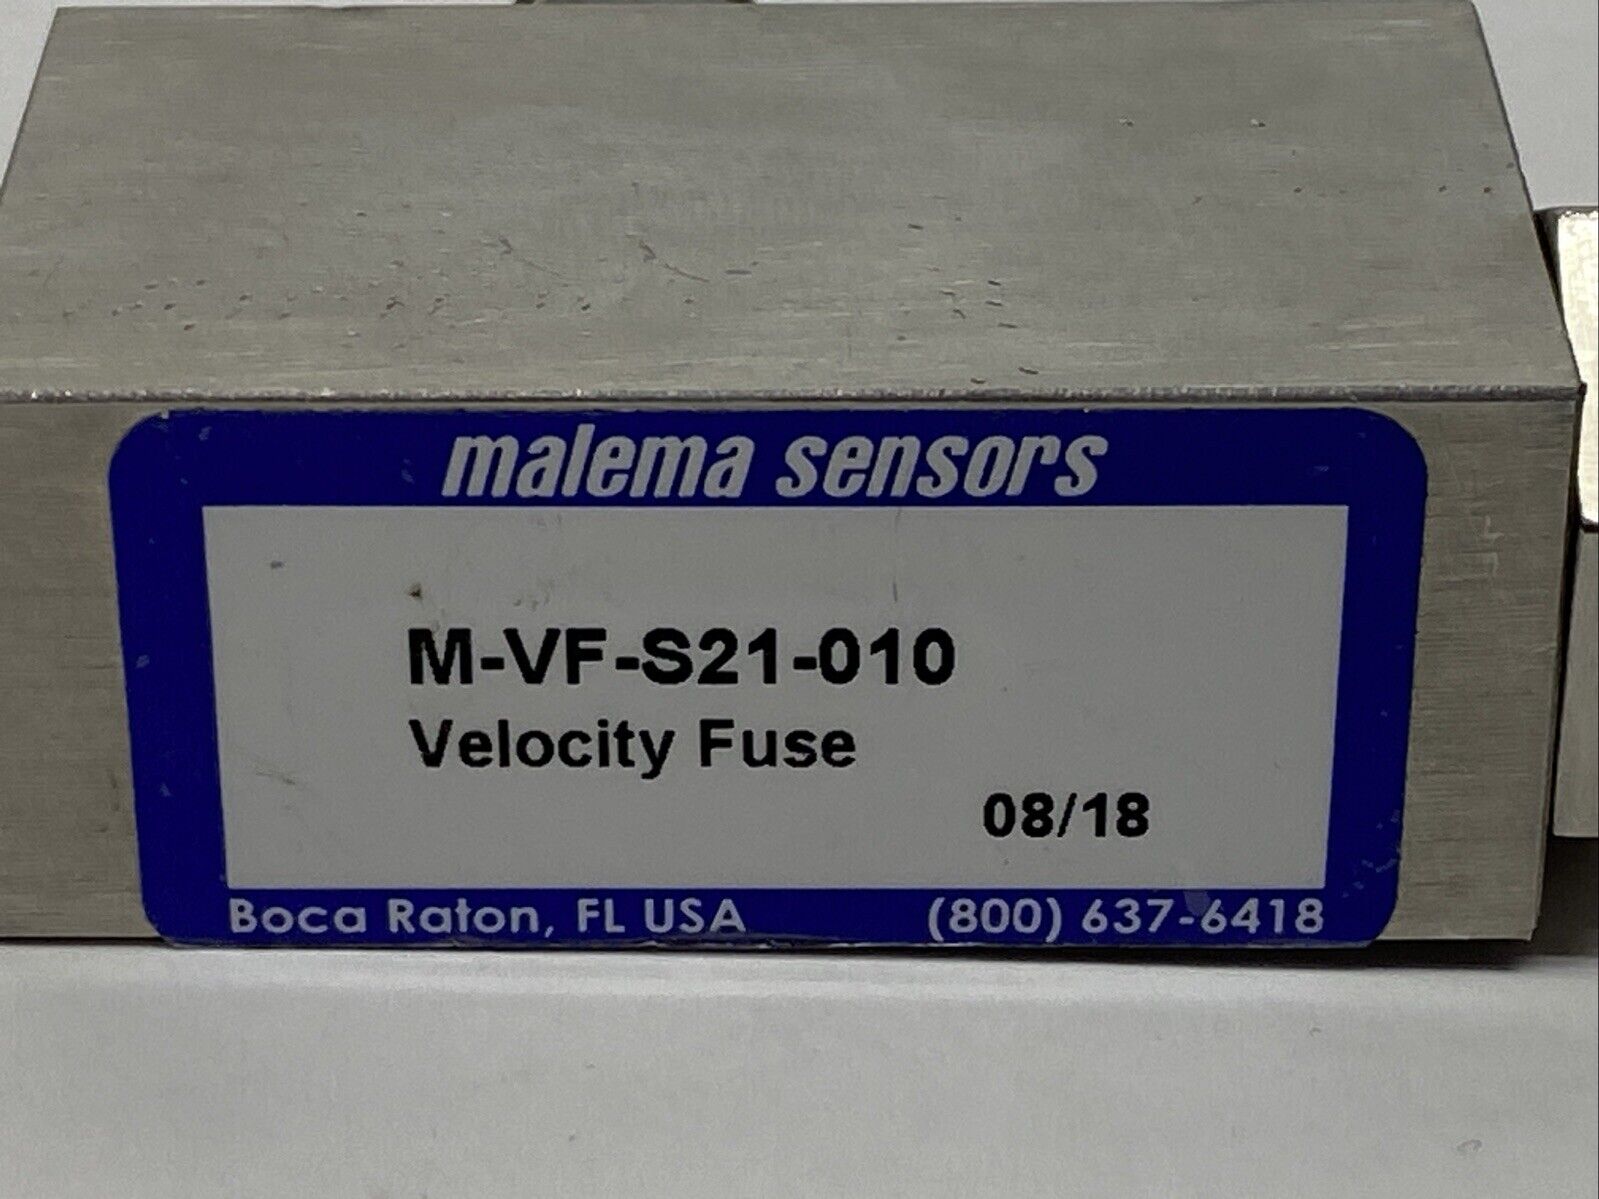 malema sensors
M-VF-S21-010
Velocity Fuse
08/18
Boca Raton, FL USA (800) 637-6418